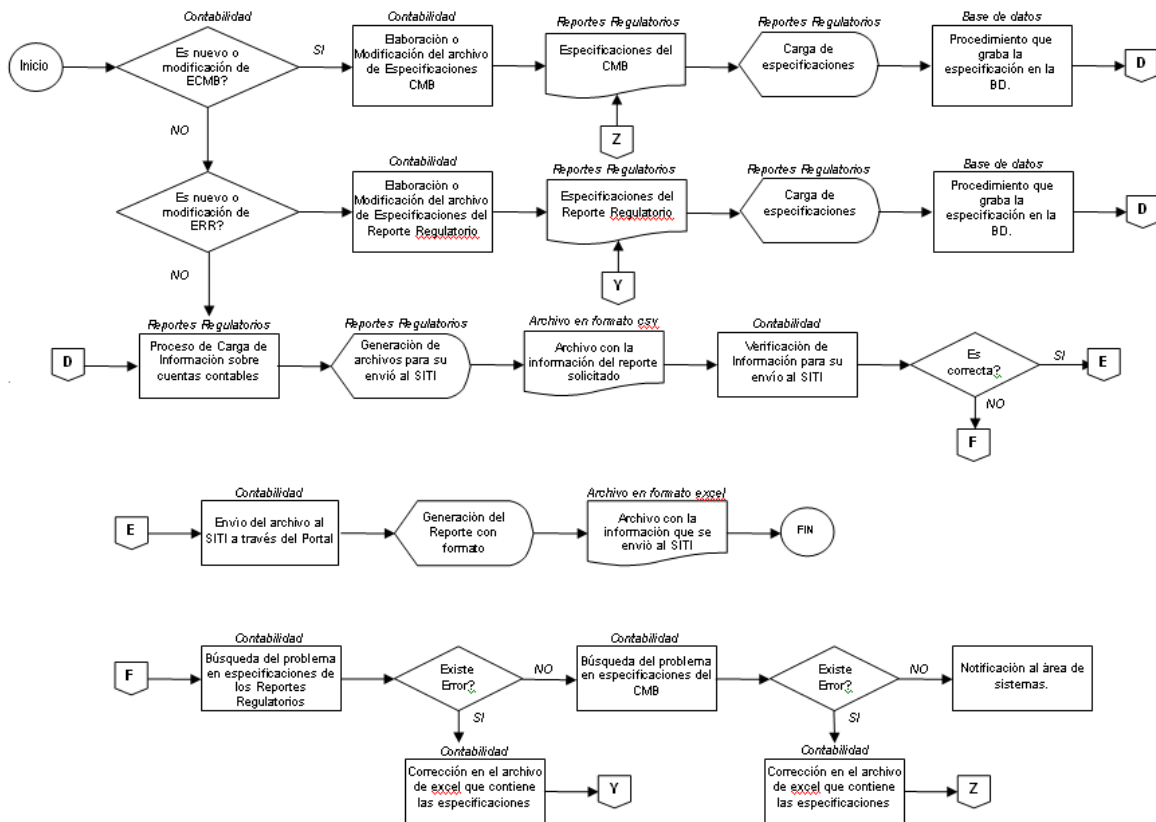 Contabilidad
Contabilidad
Reportes Regulatorios
Reportes Regulatorios
Base de datos
Inicio
Es nuevo o
modificación de
ECMB?
SI
Elaboración o
Modificación del archivo
de Especificaciones
CMB
Especificaciones del
CMB
Carga de
especificaciones
Procedimiento que
graba la
especificación en la
BD.
D
NO
Z
Contabilidad
Reportes Regulatorios
Reportes Regulatorios
Base de datos
Es nuevo o
modificación de
ERR?
Elaboración o
Modificación del archivo
de Especificaciones del
Reporte Regulatorio
Especificaciones del
Reporte Regulatorio
Carga de
especificaciones
Procedimiento que
graba la
especificación en la
BD.
D
NO
Y
Reportes Regulatorios
Reportes Regulatorios
Archivo en formato csv
Contabilidad
D
Proceso de Carga de
Información sobre
cuentas contables
Generación de
archivos para su
envió al SITI
Archivo con la
información del reporte
solicitado
Verificación de
Información para su
envío al SITI
Es
correcta?
SI
E
NO
F
Contabilidad
Archivo en formato excel
E
Envío del archivo al
SITI a través del Portal
Generación del
Reporte con
formato
Archivo con la
información que se
envió al SITI
FIN
Contabilidad
Contabilidad
F
Búsqueda del problema
en especificaciones de
los Reportes
Regulatorios
Existe
Error?
NO
Búsqueda del problema
en especificaciones del
CMB
Existe
Error?
NO
Notificación al área de
sistemas.
SI
SI
Contabilidad
Contabilidad
Corrección en el archivo
de excel que contiene
las especificaciones
Y
Corrección en el archivo
de excel que contiene
las especificaciones
Z